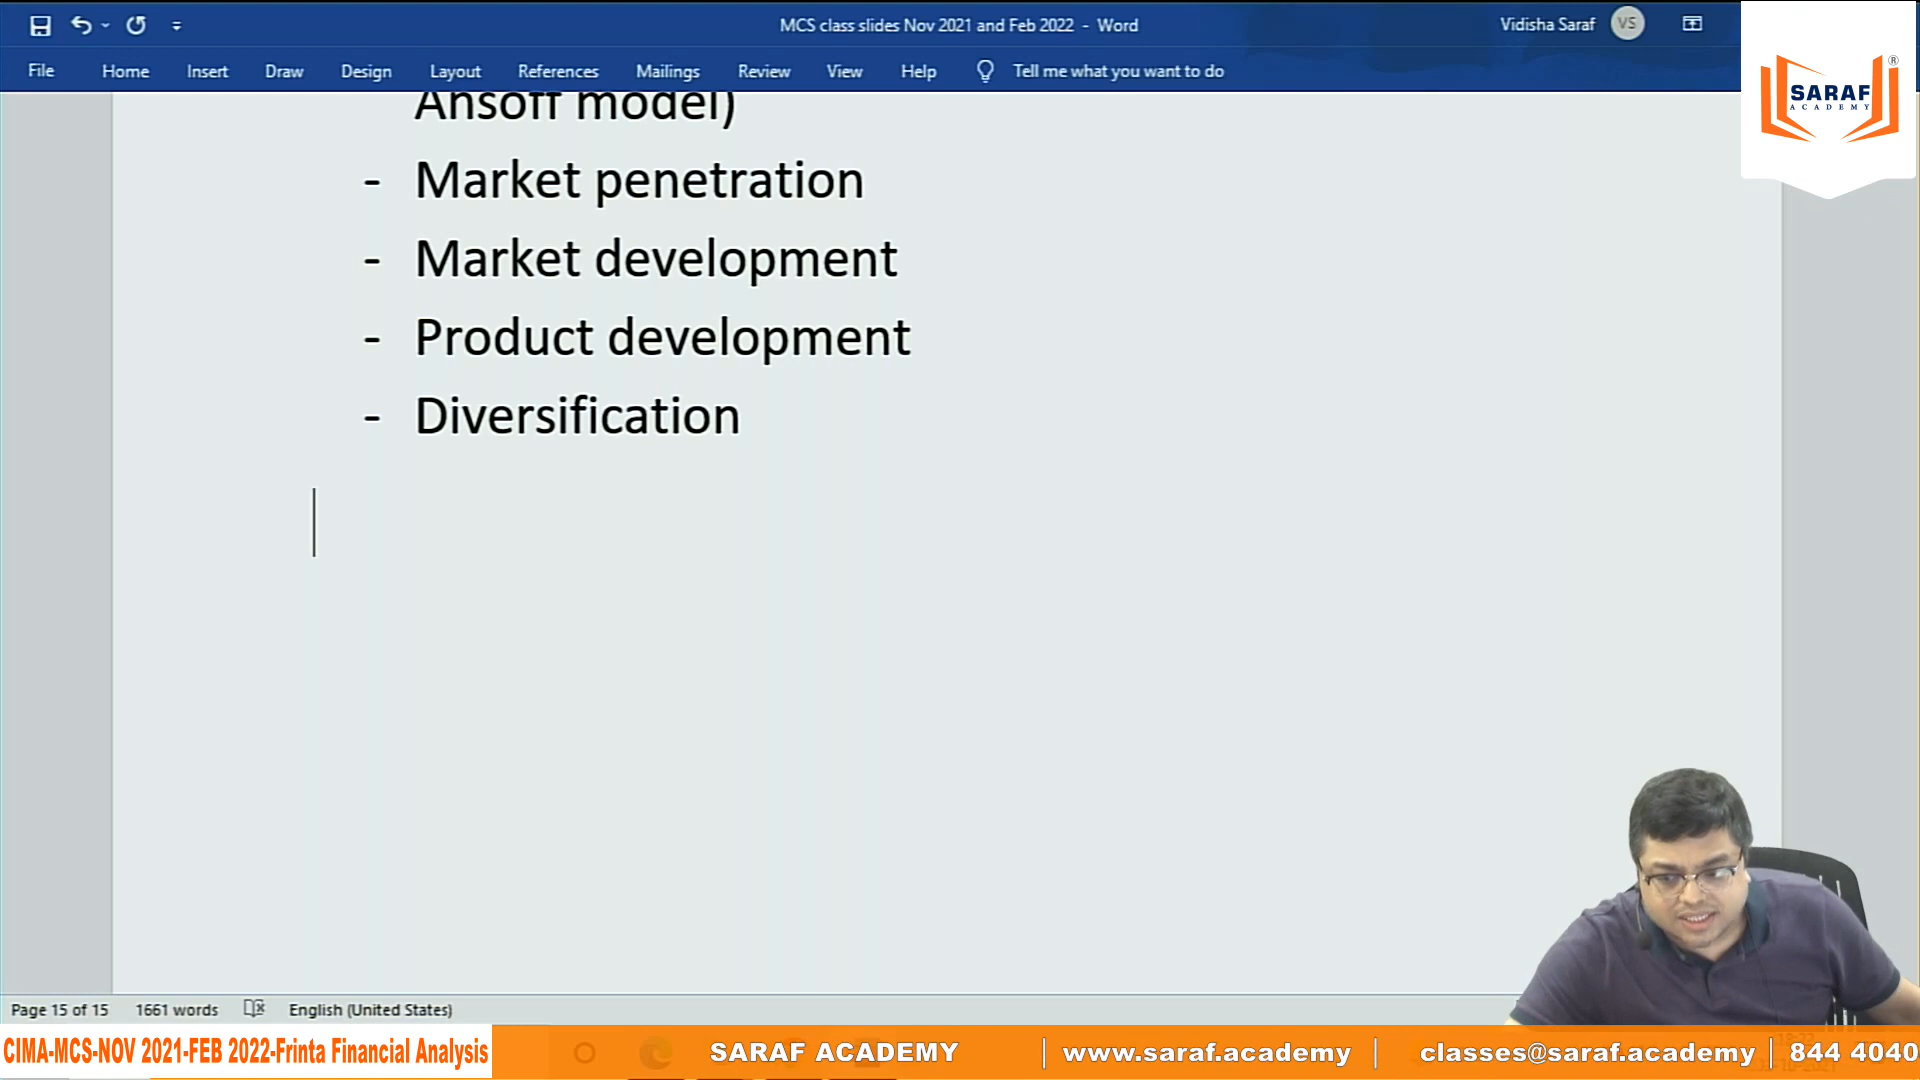 MCS class slides Nov 2021 and Feb 2022 - Word
Vidisha Saraf
VS
File Home Insert Draw Design Layout References Mailings Review View Help Tell me what you want to do
SARAF
ACADEMY
®
Ansoff model)
- Market penetration
- Market development
- Product development
- Diversification
Page 15 of 15 1661 words English (United States)
CIMA-MCS-NOV 2021-FEB 2022-Frinta Financial Analysis
SARAF ACADEMY | www.saraf.academy | classes@saraf.academy | 844 4040